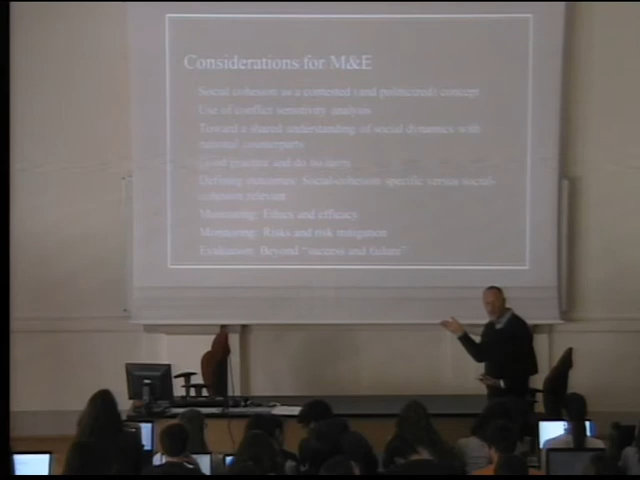 Considerations for M&E
Social cohesion as a contested (and politicized) concept
Use of conflict sensitivity analysis
Toward a shared understanding of social dynamics with
national counterparts
Good practice and do no harm
Defining outcomes: Social-cohesion specific versus social-
cohesion relevant
Monitoring: Ethics and efficacy
Monitoring: Risks and risk mitigation
Evaluation: Beyond "success and failure"